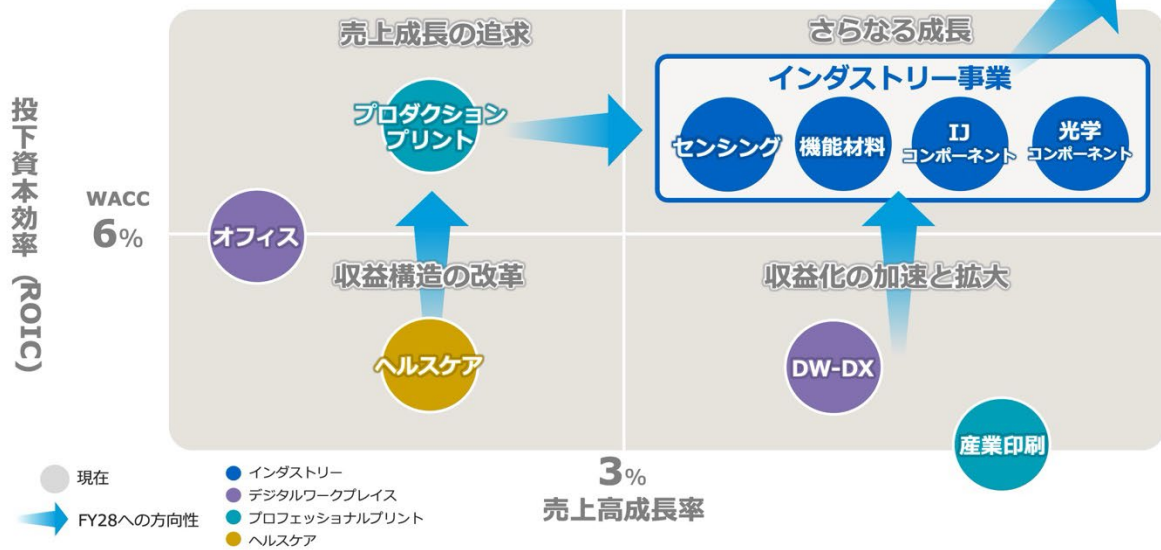 売上成長の追求
さらなる成長
インダストリー事業
プロダクション
プリント
センシング
機能材料
IJ
コンポーネント
光学
コンポーネント
投下資本効率（ROIC）
WACC
6%
オフィス
収益構造の改革
収益化の加速と拡大
ヘルスケア
DW-DX
産業印刷
3%
売上高成長率
現在
FY28への方向性
インダストリー
デジタルワークプレイス
プロフェッショナルプリント
ヘルスケア